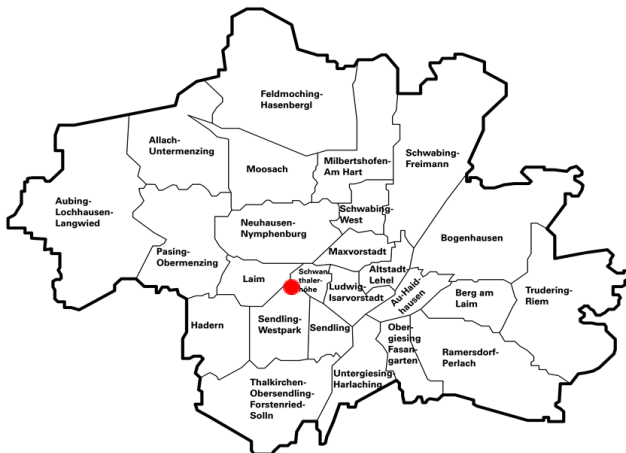 Feldmoching-
Hasenbergl
Allach-
Untermenzing
Moosach
Milbertshofen-
Am Hart
Schwabing-
Freimann
Aubing-
Lochhausen-
Langwied
Neuhausen-
Nymphenburg
Schwabing-
West
Bogenhausen
Pasing-
Obermenzing
Maxvorstadt
Laim
Schwan
thaler-
höhe
Altstadt-
Lehel
Ludwig-
Isarvorstadt
Au-Haid-
hausen
Berg am
Laim
Trudering-
Riem
Hadern
Sendling-
Westpark
Sendling
Ober-
giesing
Fasan-
garten
Ramersdorf-
Perlach
Untergiesing-
Harlaching
Thalkirchen-
Obersendling-
Forstenried-
Solln